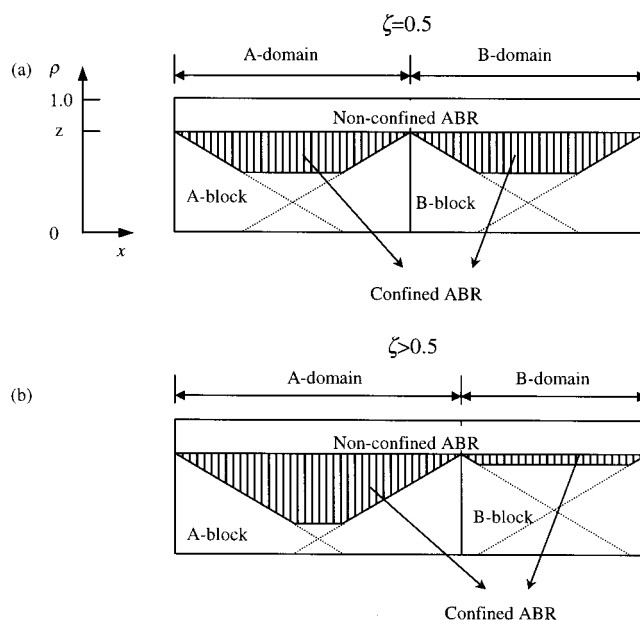 ζ=0.5
(a)
ρ
A-domain
B-domain
1.0
Non-confined ABR
z
A-block
B-block
0
x
Confined ABR
ζ>0.5
(b)
A-domain
B-domain
Non-confined ABR
A-block
B-block
Confined ABR